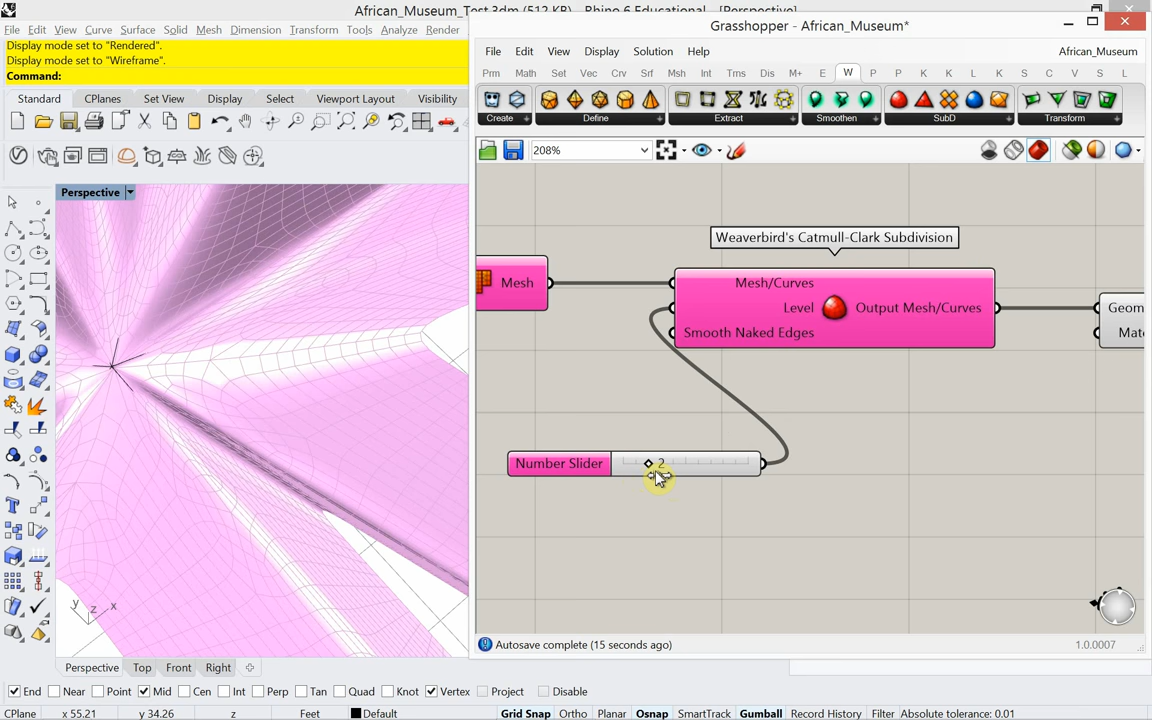 African_Museum_Test.3dm (512 KB) - Rhino 6 Educational - [Perspective]
File Edit View Curve Surface Solid Mesh Dimension Transform Tools Analyze Render
Display mode set to "Rendered".
Display mode set to "Wireframe".
Command:
Standard CPlanes Set View Display Select Viewport Layout Visibility
Perspective
y z x
Perspective Top Front Right
End Near Point Mid Cen Int Perp Tan Quad Knot Vertex Project Disable
CPlane x 55.21 y 34.26 z Feet Default Grid Snap Ortho Planar Osnap SmartTrack Gumball Record History Filter Absolute tolerance: 0.01
Grasshopper - African_Museum*
File Edit View Display Solution Help African_Museum
Prm Math Set Vec Crv Srf Msh Int Trns Dis M+ E W P P K K L K S C V S L
Create Define Extract Smoothen SubD Transform
208%
Weaverbird's Catmull-Clark Subdivision
Mesh
Mesh/Curves
Level
Smooth Naked Edges
Output Mesh/Curves
Geom
Mate
Number Slider 2
Autosave complete (15 seconds ago) 1.0.0007